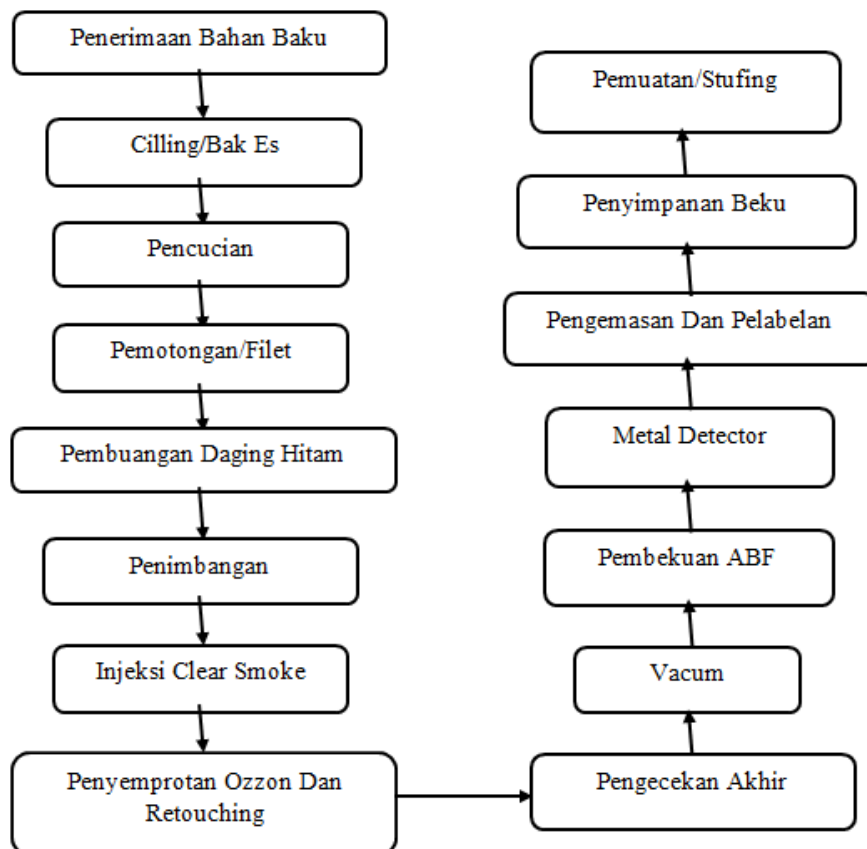 Penerimaan Bahan Baku
Cilling/Bak Es
Pencucian
Pemotongan/Filet
Pembuangan Daging Hitam
Penimbangan
Injeksi Clear Smoke
Penyemprotan Ozzon Dan
Retouching
Pengecekan Akhir
Vacum
Pembekuan ABF
Metal Detector
Pengemasan Dan Pelabelan
Penyimpanan Beku
Pemuatan/Stufing